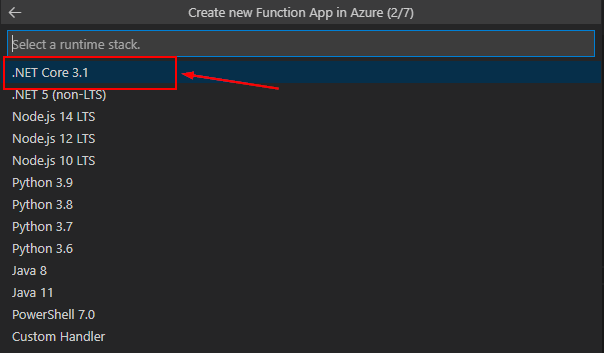 Create new Function App in Azure (2/7)
Select a runtime stack.
.NET Core 3.1
.NET 5 (non-LTS)
Node.js 14 LTS
Node.js 12 LTS
Node.js 10 LTS
Python 3.9
Python 3.8
Python 3.7
Python 3.6
Java 8
Java 11
PowerShell 7.0
Custom Handler